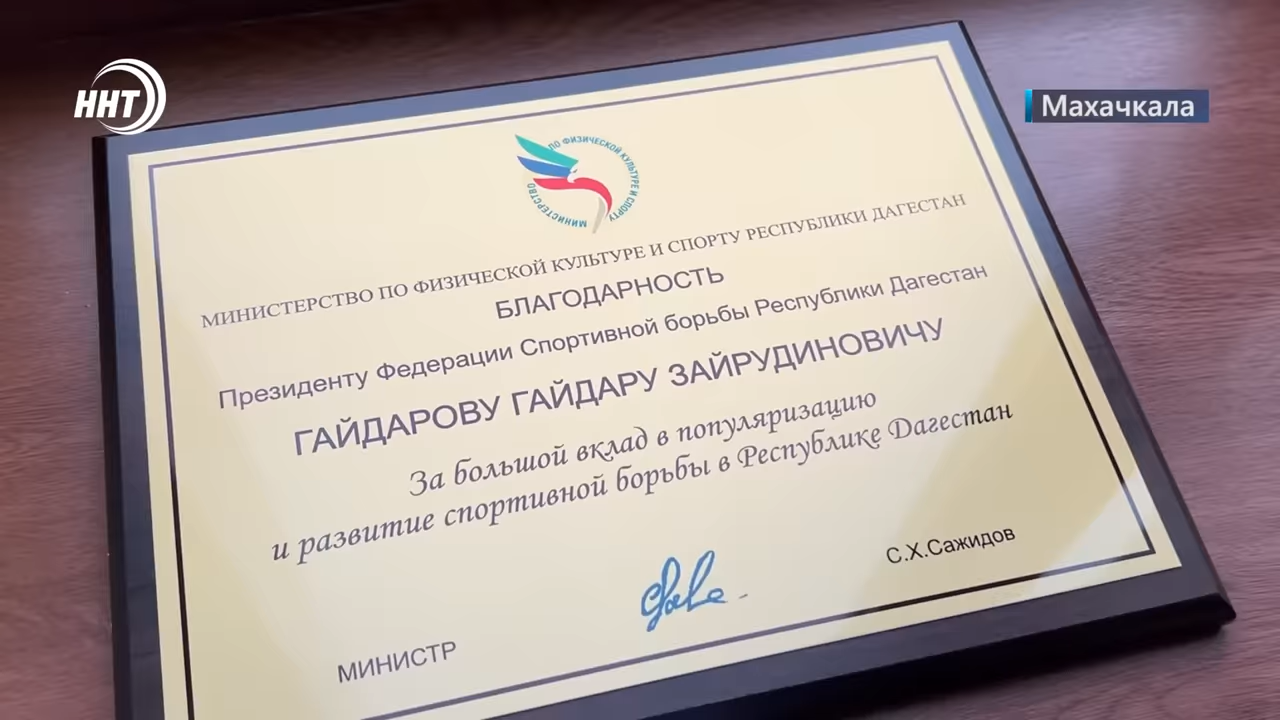 ННТ
Махачкала
МИНИСТЕРСТВО ПО ФИЗИЧЕСКОЙ КУЛЬТУРЕ И СПОРТУ
МИНИСТЕРСТВО ПО ФИЗИЧЕСКОЙ КУЛЬТУРЕ И СПОРТУ РЕСПУБЛИКИ ДАГЕСТАН
БЛАГОДАРНОСТЬ
Президенту Федерации Спортивной борьбы Республики Дагестан
ГАЙДАРОВУ ГАЙДАРУ ЗАЙРУДИНОВИЧУ
За большой вклад в популяризацию
и развитие спортивной борьбы в Республике Дагестан
С.Х.Сажидов
МИНИСТР